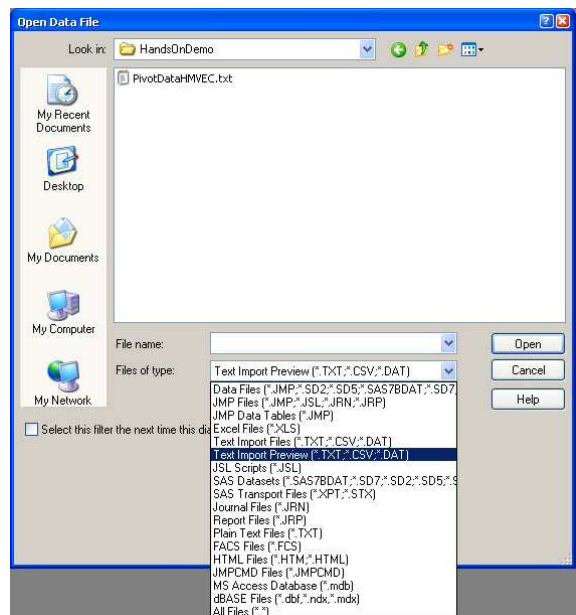 Open Data File
Look in: HandsOnDemo
PivotDataHMVEC.txt
My Recent Documents
Desktop
My Documents
My Computer
My Network
File name:
Open
Files of type: Text Import Preview (*.TXT;*.CSV;*.DAT)
Cancel
Help
Select this filter the next time this dia
Data Files (*.JMP;*.SD2;*.SD5;*.SAS7BDAT;*.SD7,
JMP Files (*.JMP;*.JSL;*.JRN;*.JRP)
JMP Data Tables (*.JMP)
Excel Files (*.XLS)
Text Import Files (*.TXT;*.CSV;*.DAT)
Text Import Preview (*.TXT;*.CSV;*.DAT)
JSL Scripts (*.JSL)
SAS Datasets (*.SAS7BDAT;*.SD7;*.SD2;*.SD5;*.S
SAS Transport Files (*.XPT;*.STX)
Journal Files (*.JRN)
Report Files (*.JRP)
Plain Text Files (*.TXT)
FACS Files (*.FCS)
HTML Files (*.HTM;*.HTML)
JMPCMD Files (*.JMPCMD)
MS Access Database (*.mdb)
dBASE Files (*.dbf,*.ndx,*.mdx)
All Files (*.*)